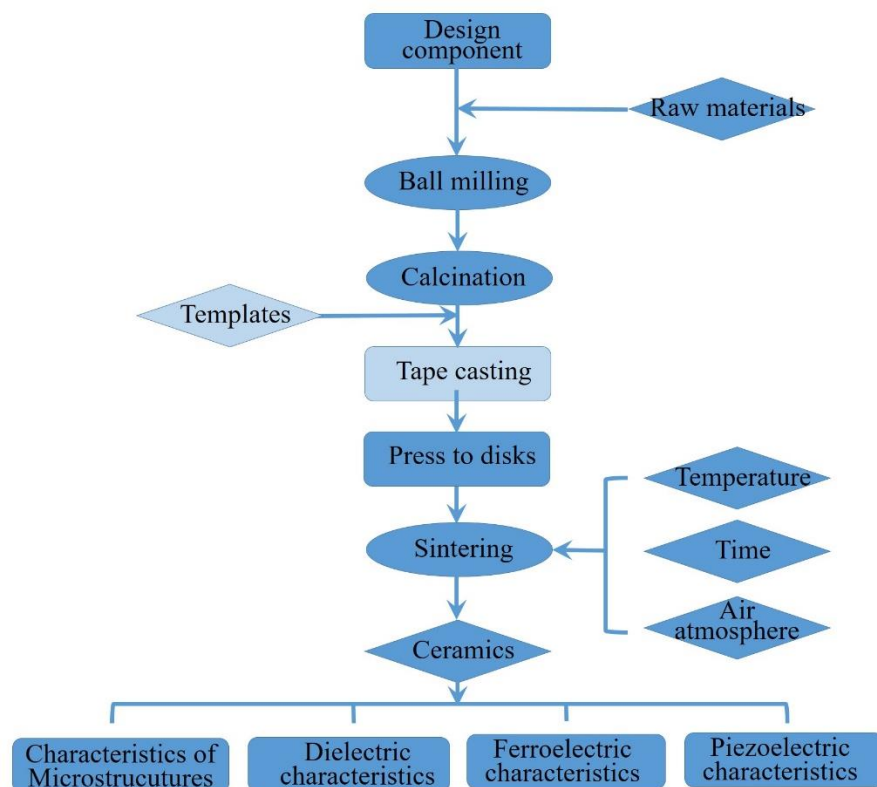 Design
component
Raw materials
Ball milling
Calcination
Templates
Tape casting
Press to disks
Temperature
Sintering
Time
Air
atmosphere
Ceramics
Characteristics of
Microstrucutures
Dielectric
characteristics
Ferroelectric
characteristics
Piezoelectric
characteristics